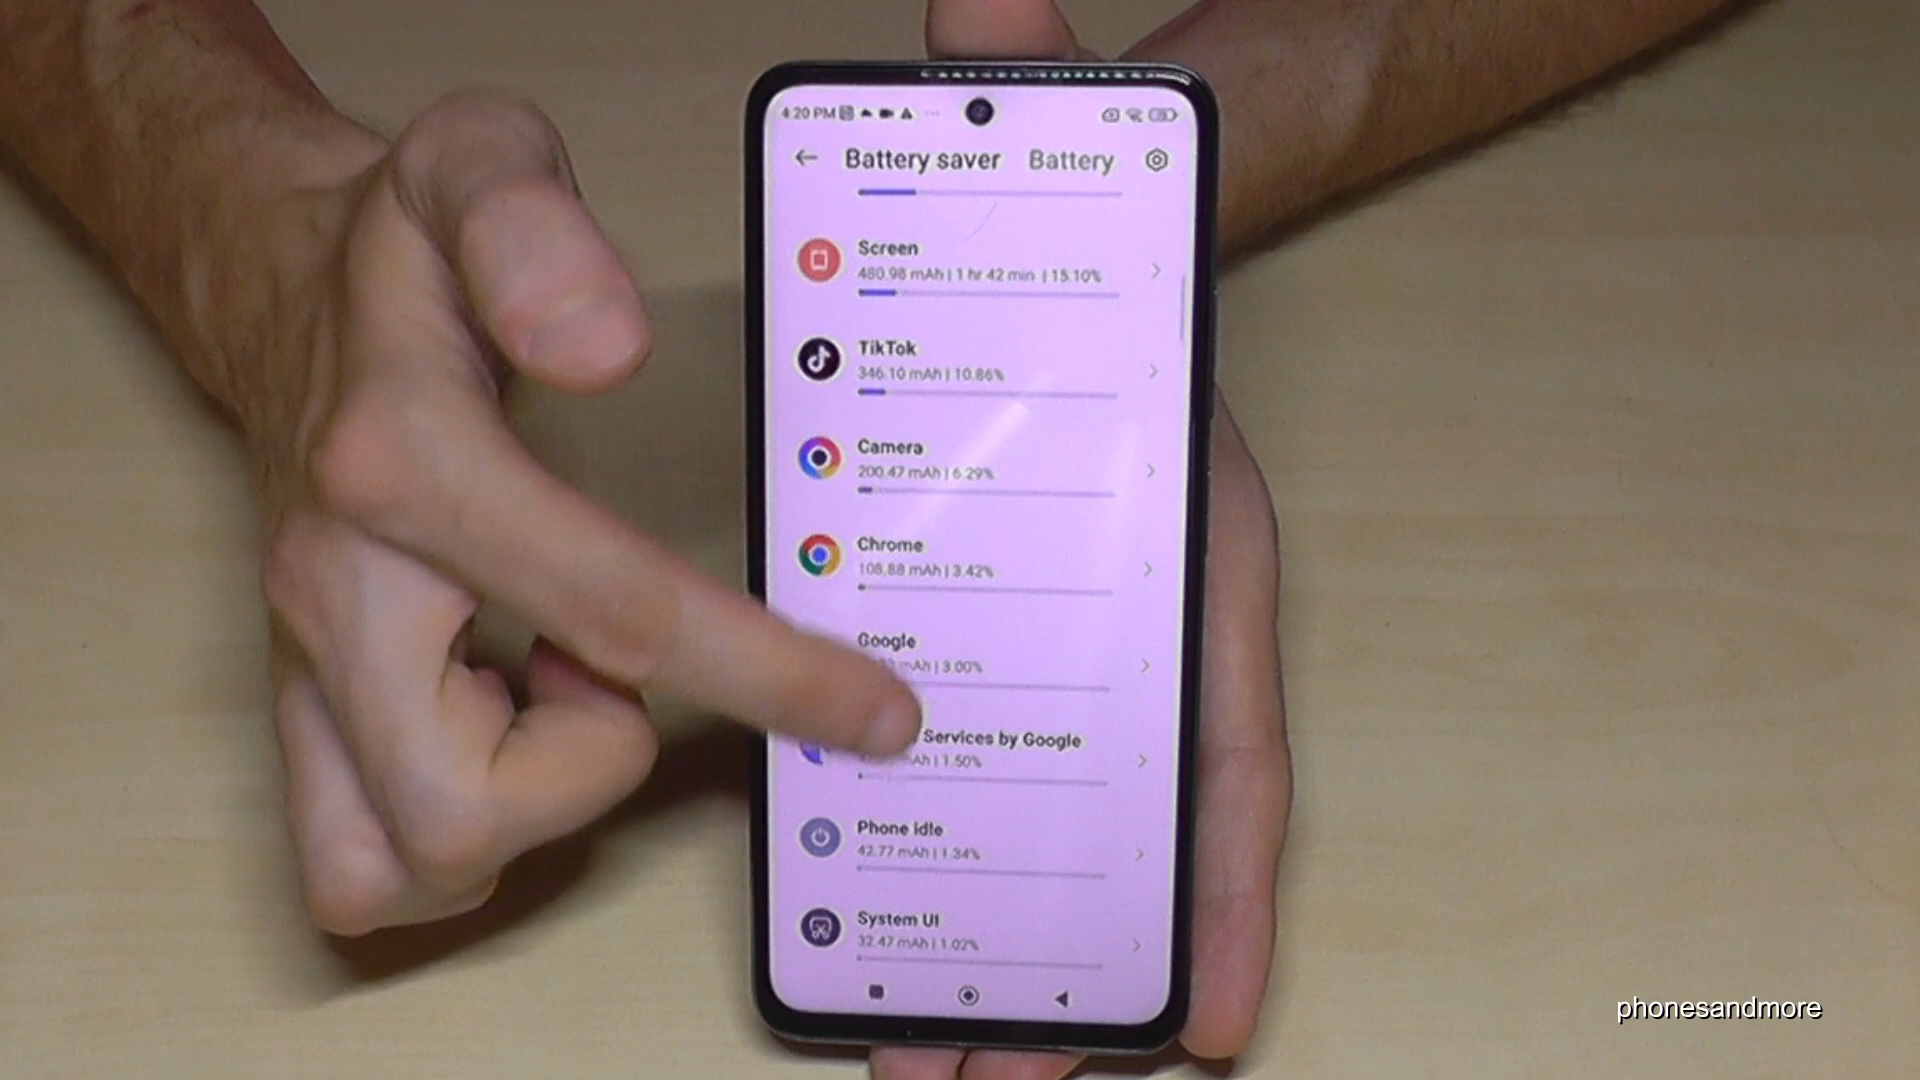 4:20 PM
Battery saver Battery
Screen
480.98 mAh | 1 hr 42 min | 15.10%
TikTok
346.10 mAh | 10.86%
Camera
200.47 mAh | 6.29%
Chrome
108.88 mAh | 3.42%
Google
mAh | 3.00%
Services by Google
mAh | 1.50%
Phone idle
42.77 mAh | 1.34%
System UI
32.47 mAh | 1.02%
phonesandmore